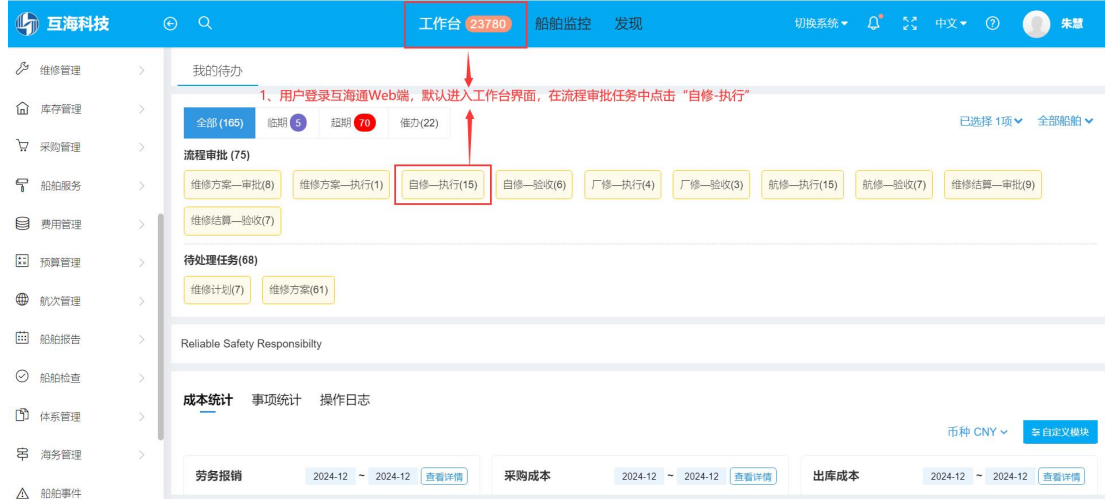 互海科技
工作台 23780 船舶监控 发现
切换系统 中文 朱慧
维修管理
库存管理
采购管理
船舶服务
费用管理
预算管理
航次管理
船舶报告
船舶检查
体系管理
海务管理
船舶事件
我的待办
1、用户登录互海通Web端，默认进入工作台界面，在流程审批任务中点击“自修-执行”
全部(165) 临期 5 超期 70 催办(22)
已选择 1项 全部船舶
流程审批 (75)
维修方案—审批(8) 维修方案—执行(1) 自修—执行(15) 自修—验收(6) 厂修—执行(4) 厂修—验收(3) 航修—执行(15) 航修—验收(7) 维修结算—审批(9)
维修结算—验收(7)
待处理任务(68)
维修计划(7) 维修方案(61)
Reliable Safety Responsibilty
成本统计 事项统计 操作日志
币种 CNY 自定义模块
劳务报销 2024-12 ~ 2024-12 查看详情
采购成本 2024-12 ~ 2024-12 查看详情
出库成本 2024-12 ~ 2024-12 查看详情